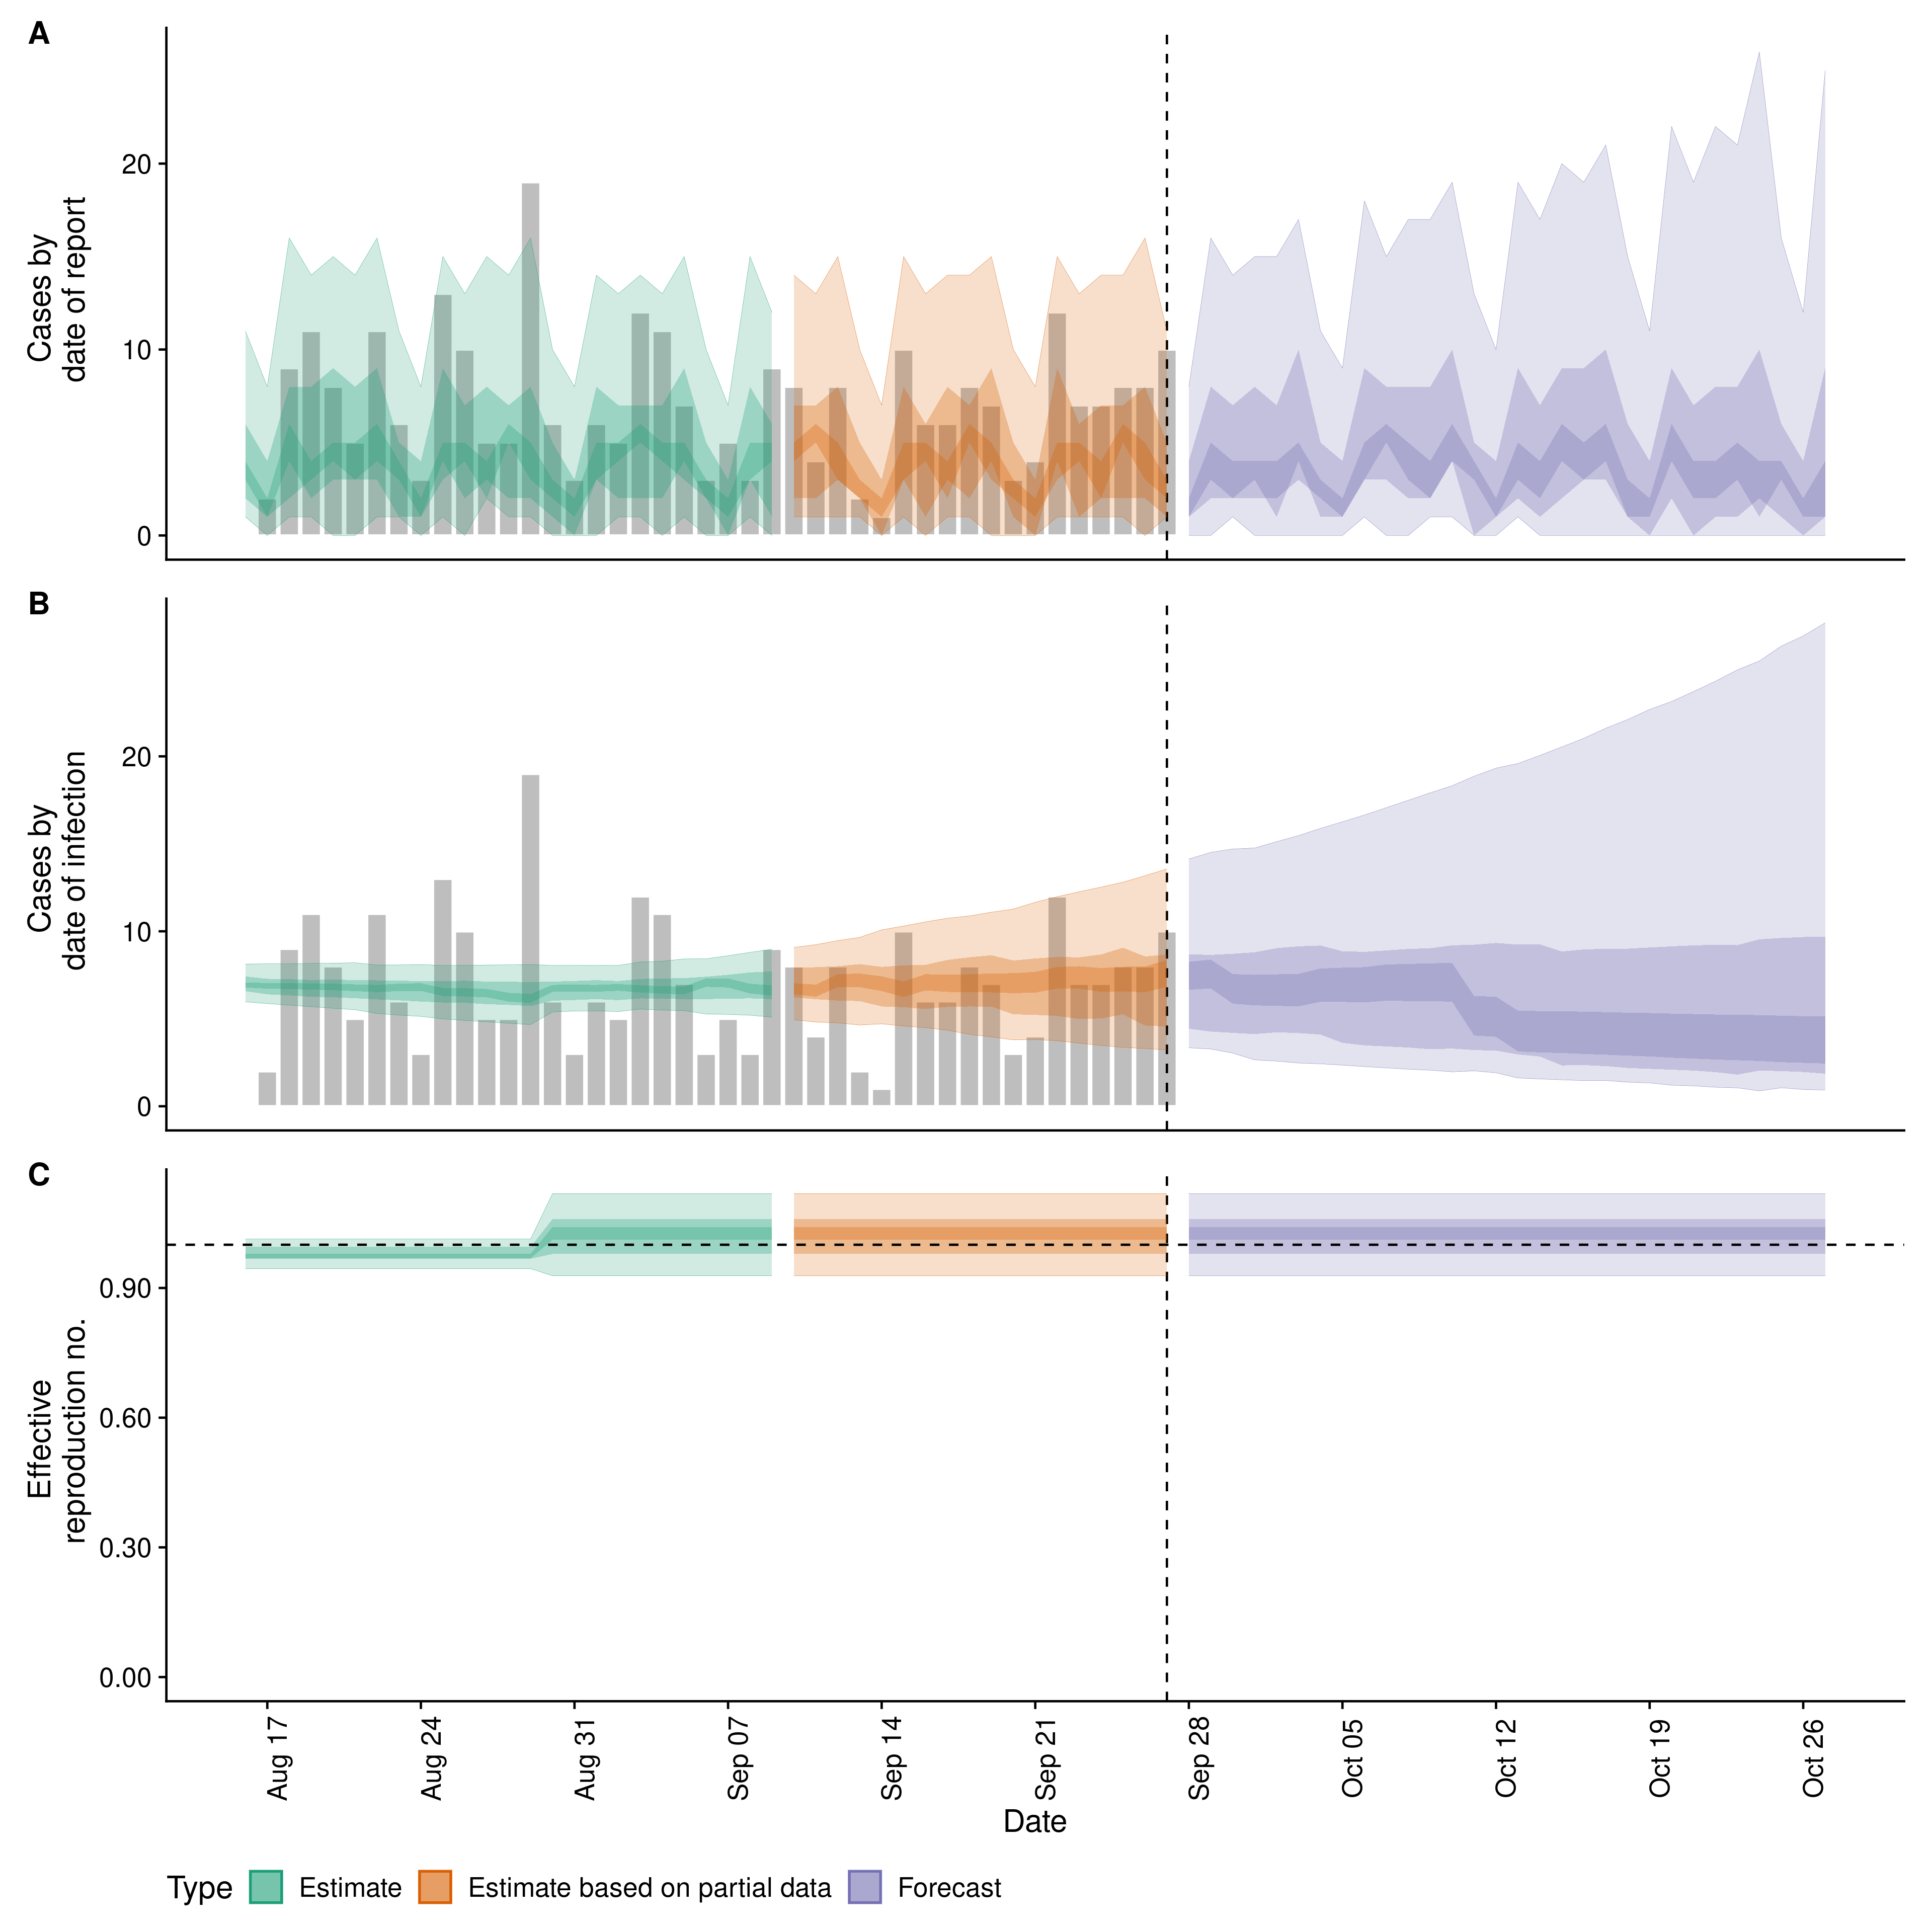 A
Cases by
date of report
20
10
0
B
Cases by
date of infection
20
10
0
C
Effective
reproduction no.
0.90
0.60
0.30
0.00
Aug 17
Aug 24
Aug 31
Sep 07
Sep 14
Sep 21
Sep 28
Oct 05
Oct 12
Oct 19
Oct 26
Date
Type Estimate Estimate based on partial data Forecast